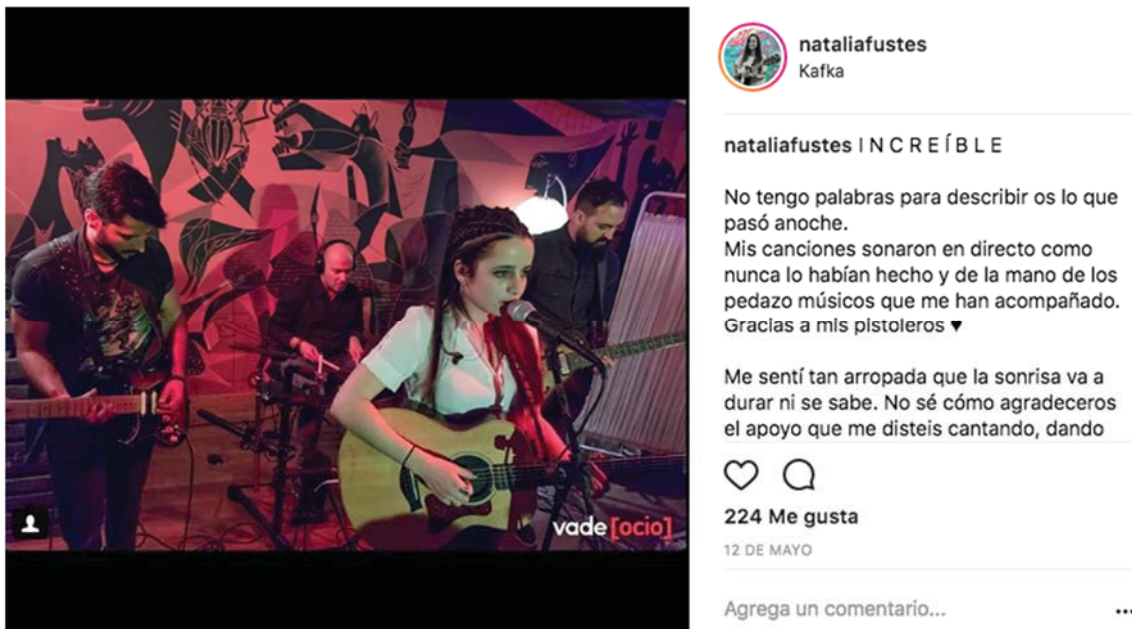 nataliafustes
Kafka
nataliafustes I N C R E Í B L E
No tengo palabras para describir os lo que
pasó anoche.
Mis canciones sonaron en directo como
nunca lo habían hecho y de la mano de los
pedazo músicos que me han acompañado.
Gracias a mis pistoleros ♥
Me sentí tan arropada que la sonrisa va a
durar ni se sabe. No sé cómo agradeceros
el apoyo que me disteis cantando, dando
vade [ocio]
224 Me gusta
12 DE MAYO
Agrega un comentario...